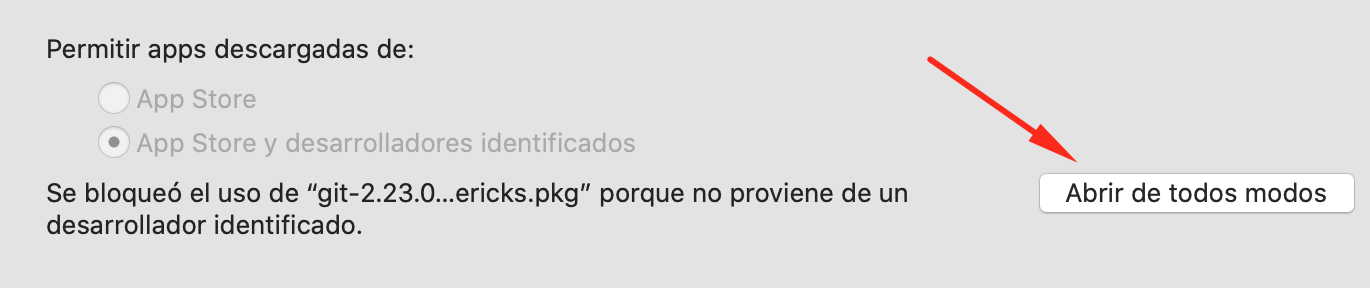 Permitir apps descargadas de:
App Store
App Store y desarrolladores identificados
Se bloqueó el uso de “git-2.23.0...ericks.pkg” porque no proviene de un
desarrollador identificado.
Abrir de todos modos